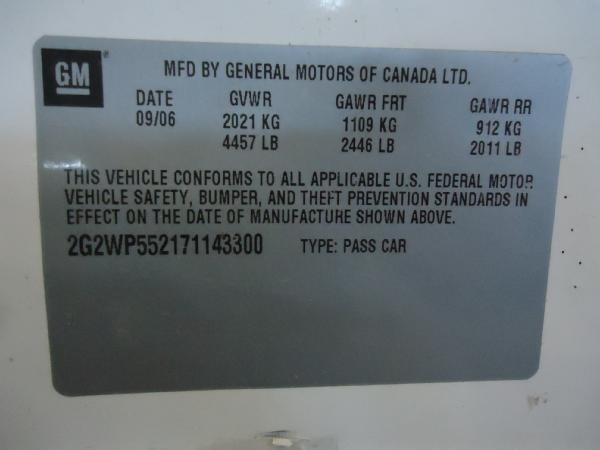 GM
MFD BY GENERAL MOTORS OF CANADA LTD.
DATE GVWR GAWR FRT GAWR RR
09/06 2021 KG 1109 KG 912 KG
4457 LB 2446 LB 2011 LB
THIS VEHICLE CONFORMS TO ALL APPLICABLE U.S. FEDERAL MOTOR
VEHICLE SAFETY, BUMPER, AND THEFT PREVENTION STANDARDS IN
EFFECT ON THE DATE OF MANUFACTURE SHOWN ABOVE.
2G2WP552171143300 TYPE: PASS CAR